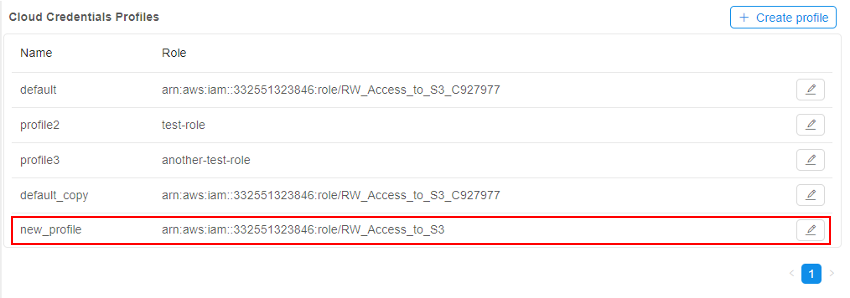 Cloud Credentials Profiles
+ Create profile
Name Role
default arn:aws:iam::332551323846:role/RW_Access_to_S3_C927977
profile2 test-role
profile3 another-test-role
default_copy arn:aws:iam::332551323846:role/RW_Access_to_S3_C927977
new_profile arn:aws:iam::332551323846:role/RW_Access_to_S3
< 1 >